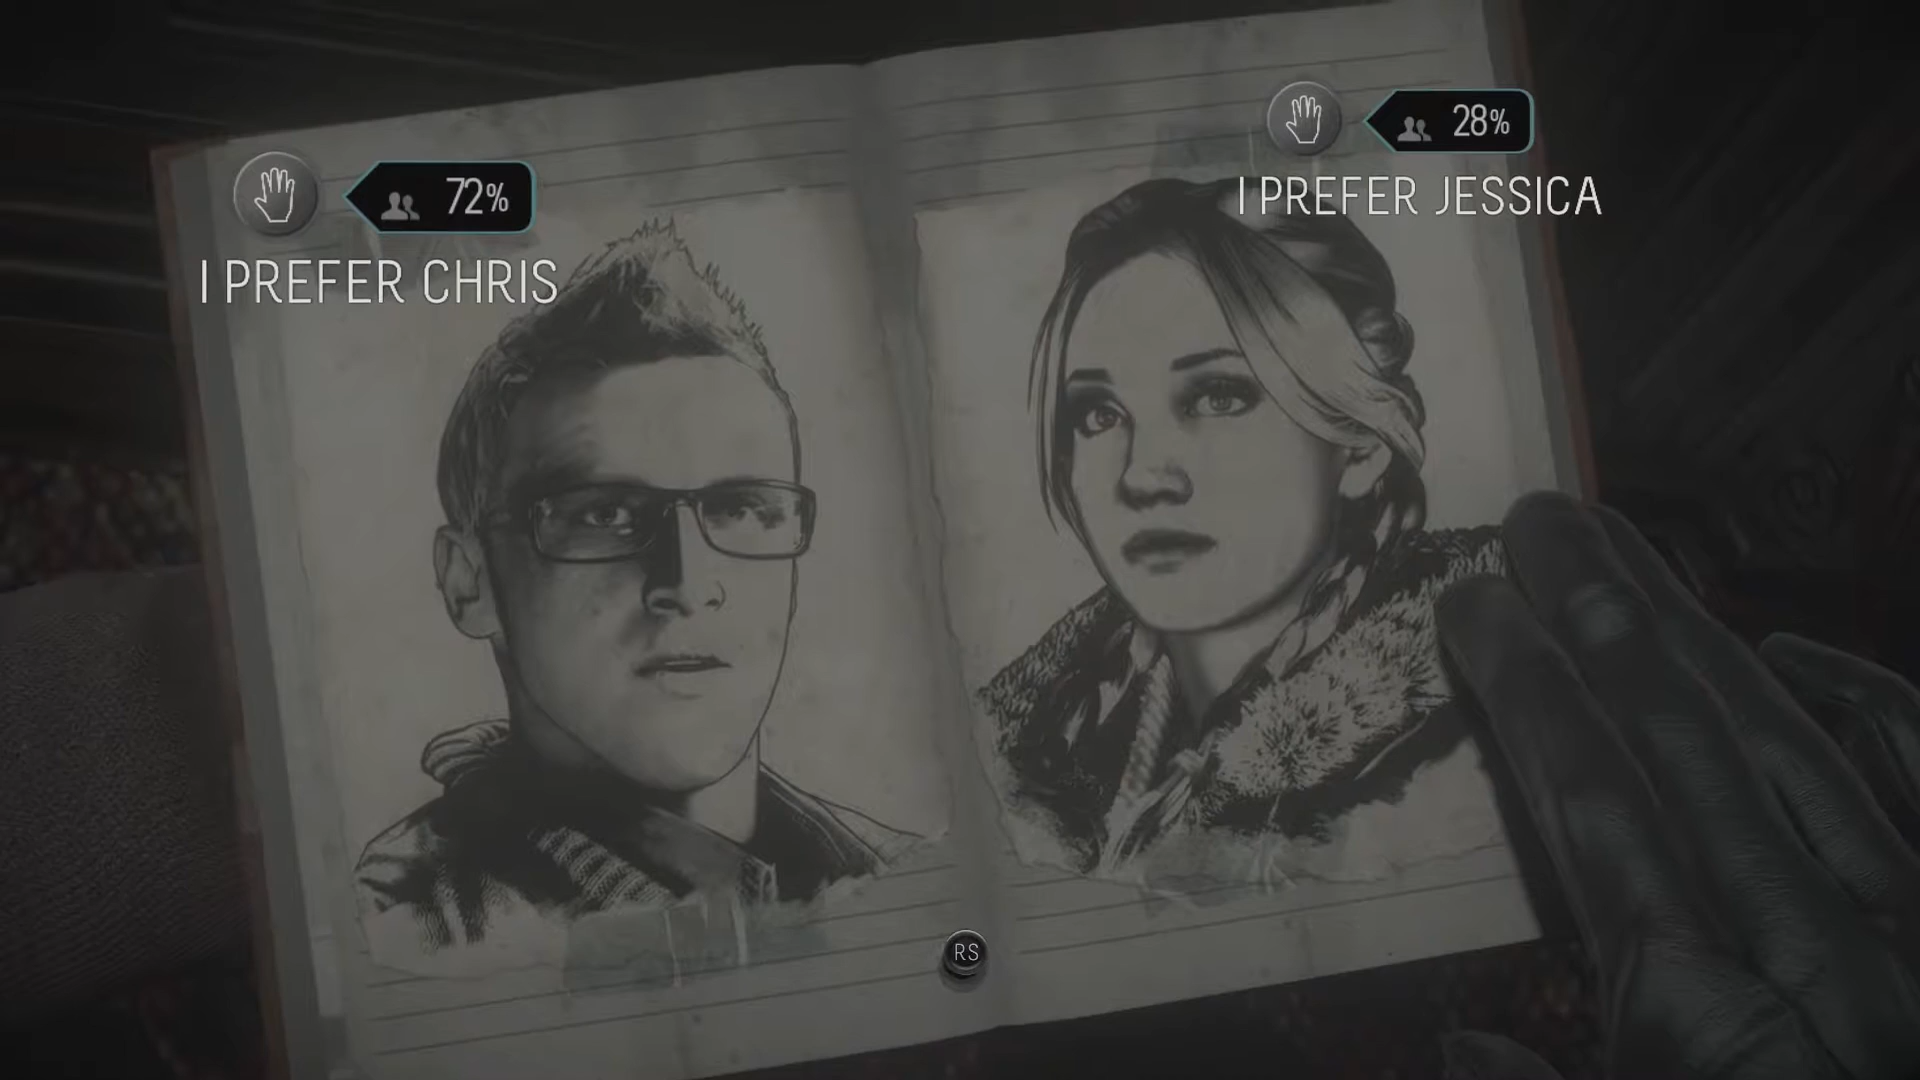 72%
I PREFER CHRIS
28%
I PREFER JESSICA
RS